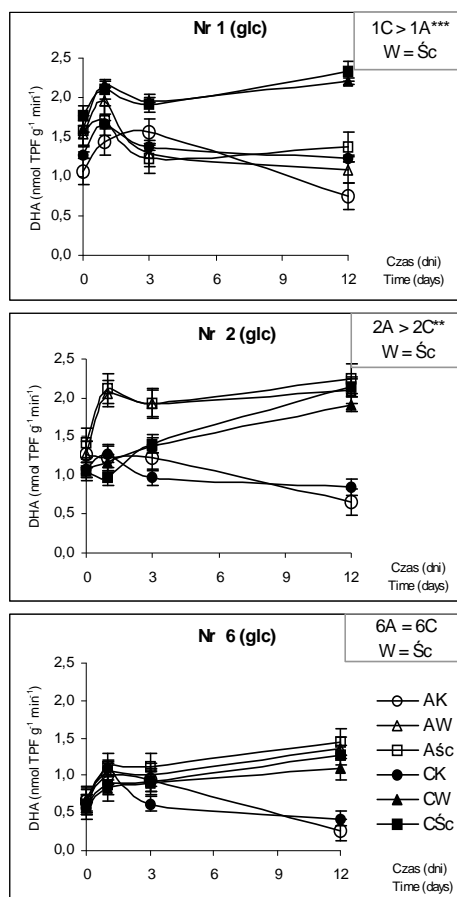 Nr 1 (glc)
1C > 1A***
W = Śc
DHA (nmol TPF g⁻¹ min⁻¹)
2,5
2,0
1,5
1,0
0,5
0,0
0 3 6 9 12
Czas (dni)
Time (days)
Nr 2 (glc)
2A > 2C**
W = Śc
DHA (nmol TPF g⁻¹ min⁻¹)
2,5
2,0
1,5
1,0
0,5
0,0
0 3 6 9 12
Czas (dni)
Time (days)
Nr 6 (glc)
6A = 6C
W = Śc
DHA (nmol TPF g⁻¹ min⁻¹)
2,5
2,0
1,5
1,0
0,5
0,0
0 3 6 9 12
AK
AW
Aśc
CK
CW
CŚc
Czas (dni)
Time (days)